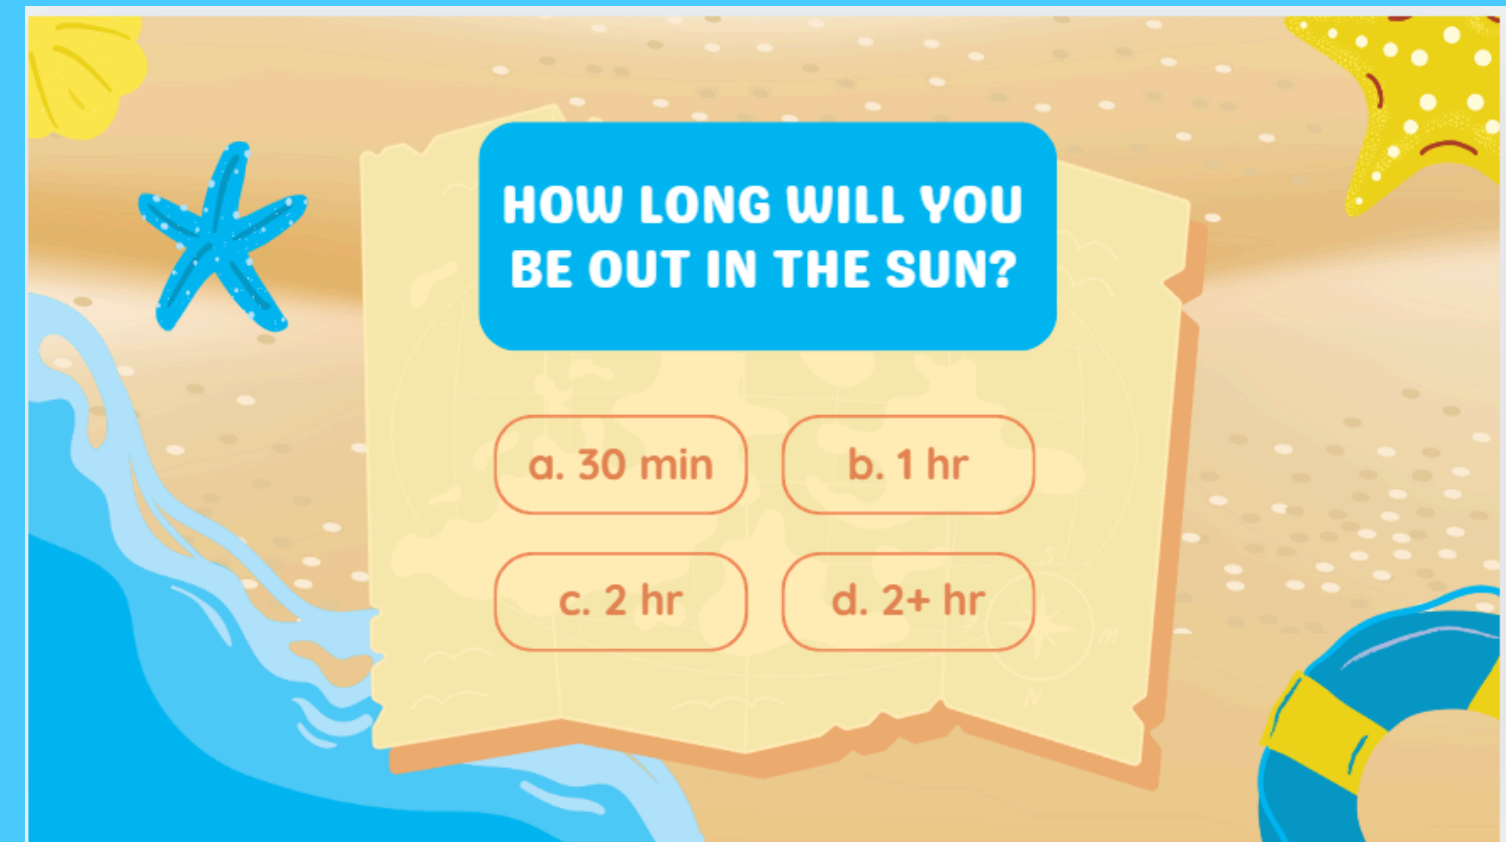 HOW LONG WILL YOU
BE OUT IN THE SUN?
a. 30 min
b. 1 hr
c. 2 hr
d. 2+ hr
S
M
N